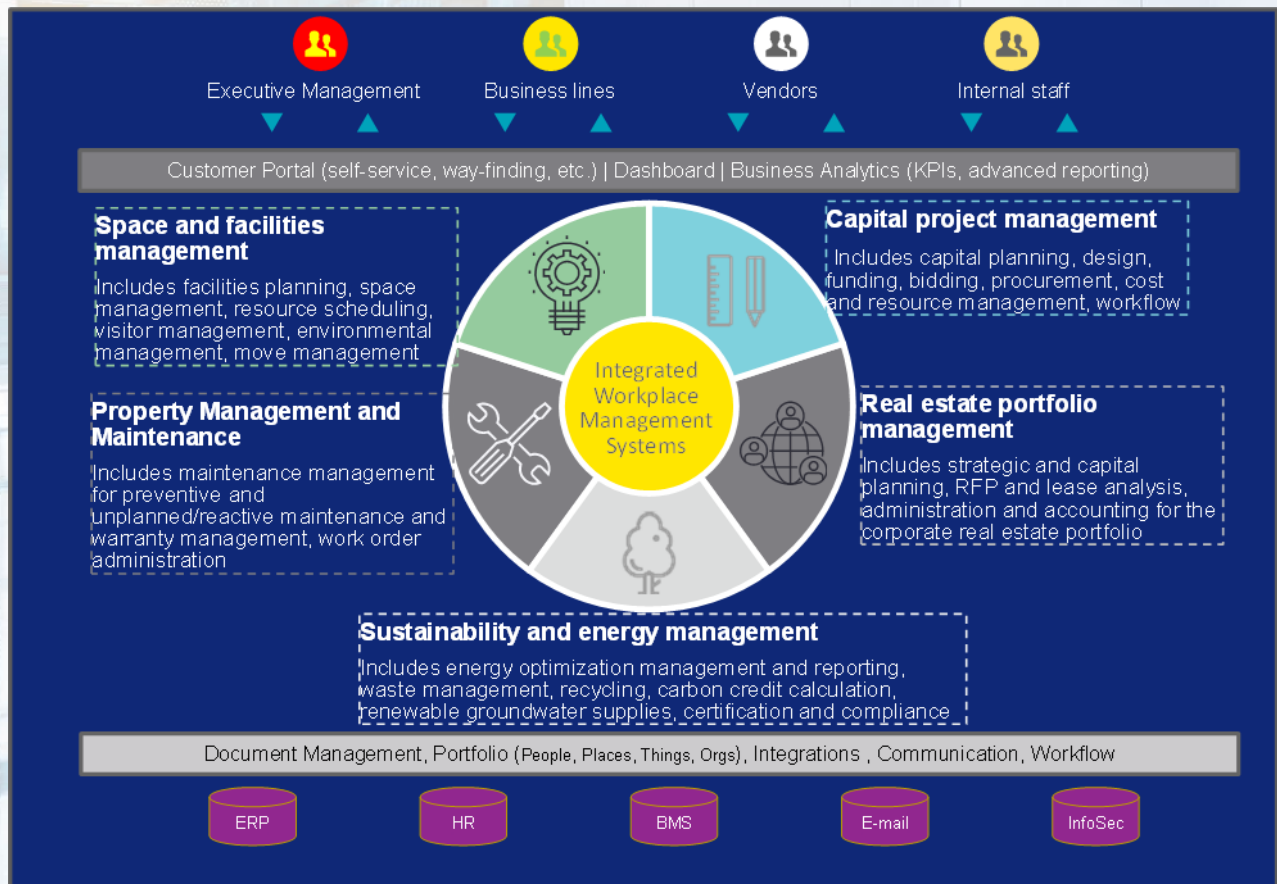 Executive Management
Business lines
Vendors
Internal staff
Customer Portal (self-service, way-finding, etc.) | Dashboard | Business Analytics (KPIs, advanced reporting)
Space and facilities
management
Includes facilities planning, space
management, resource scheduling,
visitor management, environmental
management, move management
Capital project management
Includes capital planning, design,
funding, bidding, procurement, cost
and resource management, workflow
Integrated
Workplace
Management
Systems
Property Management and
Maintenance
Includes maintenance management
for preventive and
unplanned/reactive maintenance and
warranty management, work order
administration
Real estate portfolio
management
Includes strategic and capital
planning, RFP and lease analysis,
administration and accounting for the
corporate real estate portfolio
Sustainability and energy management
Includes energy optimization management and reporting,
waste management, recycling, carbon credit calculation,
renewable groundwater supplies, certification and compliance
Document Management, Portfolio (People, Places, Things, Orgs), Integrations , Communication, Workflow
ERP
HR
BMS
E-mail
InfoSec